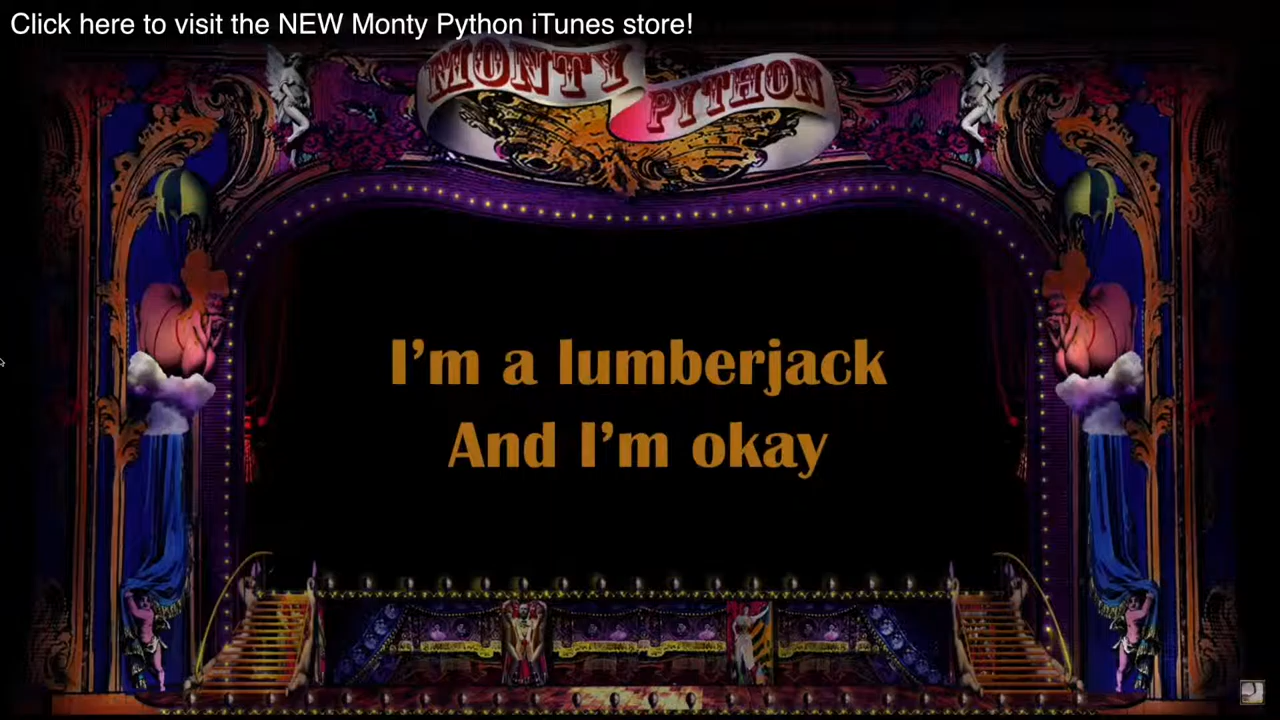 Click here to visit the NEW Monty Python iTunes store!
MONTY PYTHON
I'm a lumberjack
And I'm okay